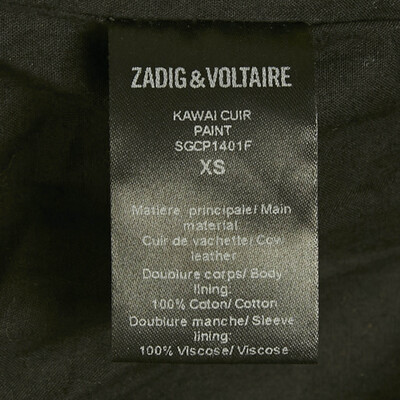 ZADIG&VOLTAIRE
KAWAI CUIR
PAINT
SGCP1401F
XS
Matière principale/ Main
material
Cuir de vachette/ Cow
leather
Doublure corps/ Body
lining:
100% Coton/ Cotton
Doublure manche/ Sleeve
lining:
100% Viscose/ Viscose